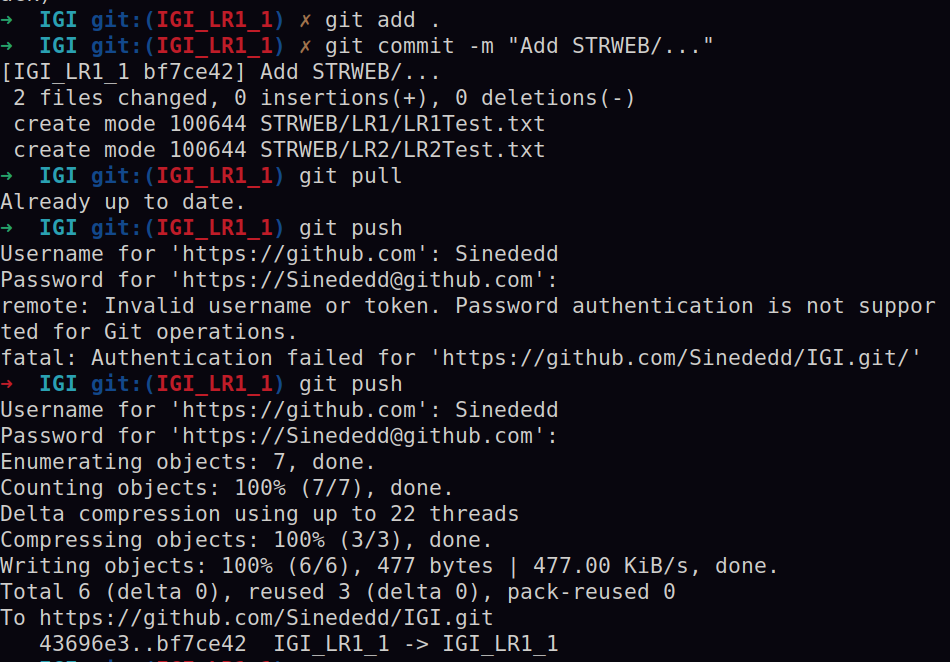 →  IGI git:(IGI_LR1_1) ✗ git add .
→  IGI git:(IGI_LR1_1) ✗ git commit -m "Add STRWEB/..."
[IGI_LR1_1 bf7ce42] Add STRWEB/...
 2 files changed, 0 insertions(+), 0 deletions(-)
 create mode 100644 STRWEB/LR1/LR1Test.txt
 create mode 100644 STRWEB/LR2/LR2Test.txt
→  IGI git:(IGI_LR1_1) git pull
Already up to date.
→  IGI git:(IGI_LR1_1) git push
Username for 'https://github.com': Sinededd
Password for 'https://Sinededd@github.com':
remote: Invalid username or token. Password authentication is not suppor
ted for Git operations.
fatal: Authentication failed for 'https://github.com/Sinededd/IGI.git/'
→  IGI git:(IGI_LR1_1) git push
Username for 'https://github.com': Sinededd
Password for 'https://Sinededd@github.com':
Enumerating objects: 7, done.
Counting objects: 100% (7/7), done.
Delta compression using up to 22 threads
Compressing objects: 100% (3/3), done.
Writing objects: 100% (6/6), 477 bytes | 477.00 KiB/s, done.
Total 6 (delta 0), reused 3 (delta 0), pack-reused 0
To https://github.com/Sinededd/IGI.git
   43696e3..bf7ce42  IGI_LR1_1 -> IGI_LR1_1